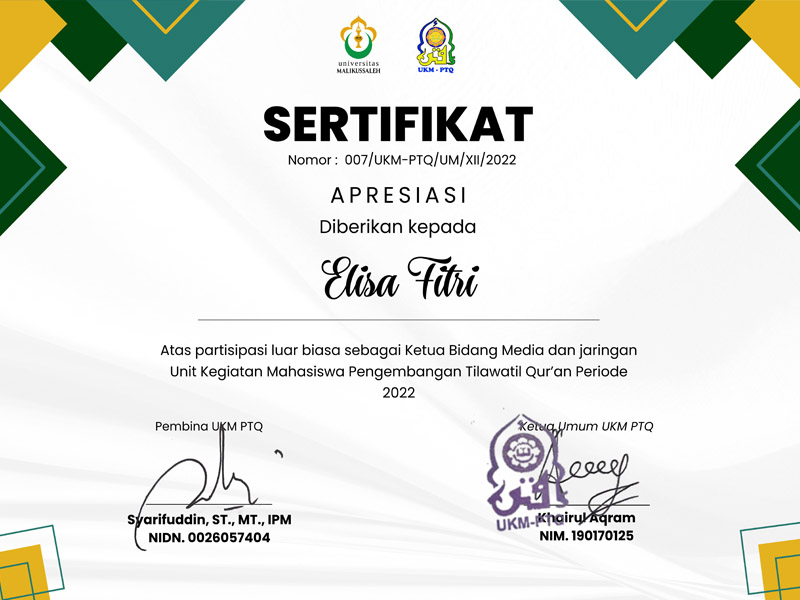 universitas
MALIKUSSALEH
UKM - PTQ
SERTIFIKAT
Nomor : 007/UKM-PTQ/UM/XII/2022
APRESIASI
Diberikan kepada
Elisa Fitri
Atas partisipasi luar biasa sebagai Ketua Bidang Media dan jaringan
Unit Kegiatan Mahasiswa Pengembangan Tilawatil Qur'an Periode
2022
Pembina UKM PTQ
Ketua Umum UKM PTQ
UKM-PTQ
Syarifuddin, ST., MT., IPM
NIDN. 0026057404
Khairul Aqram
NIM. 190170125